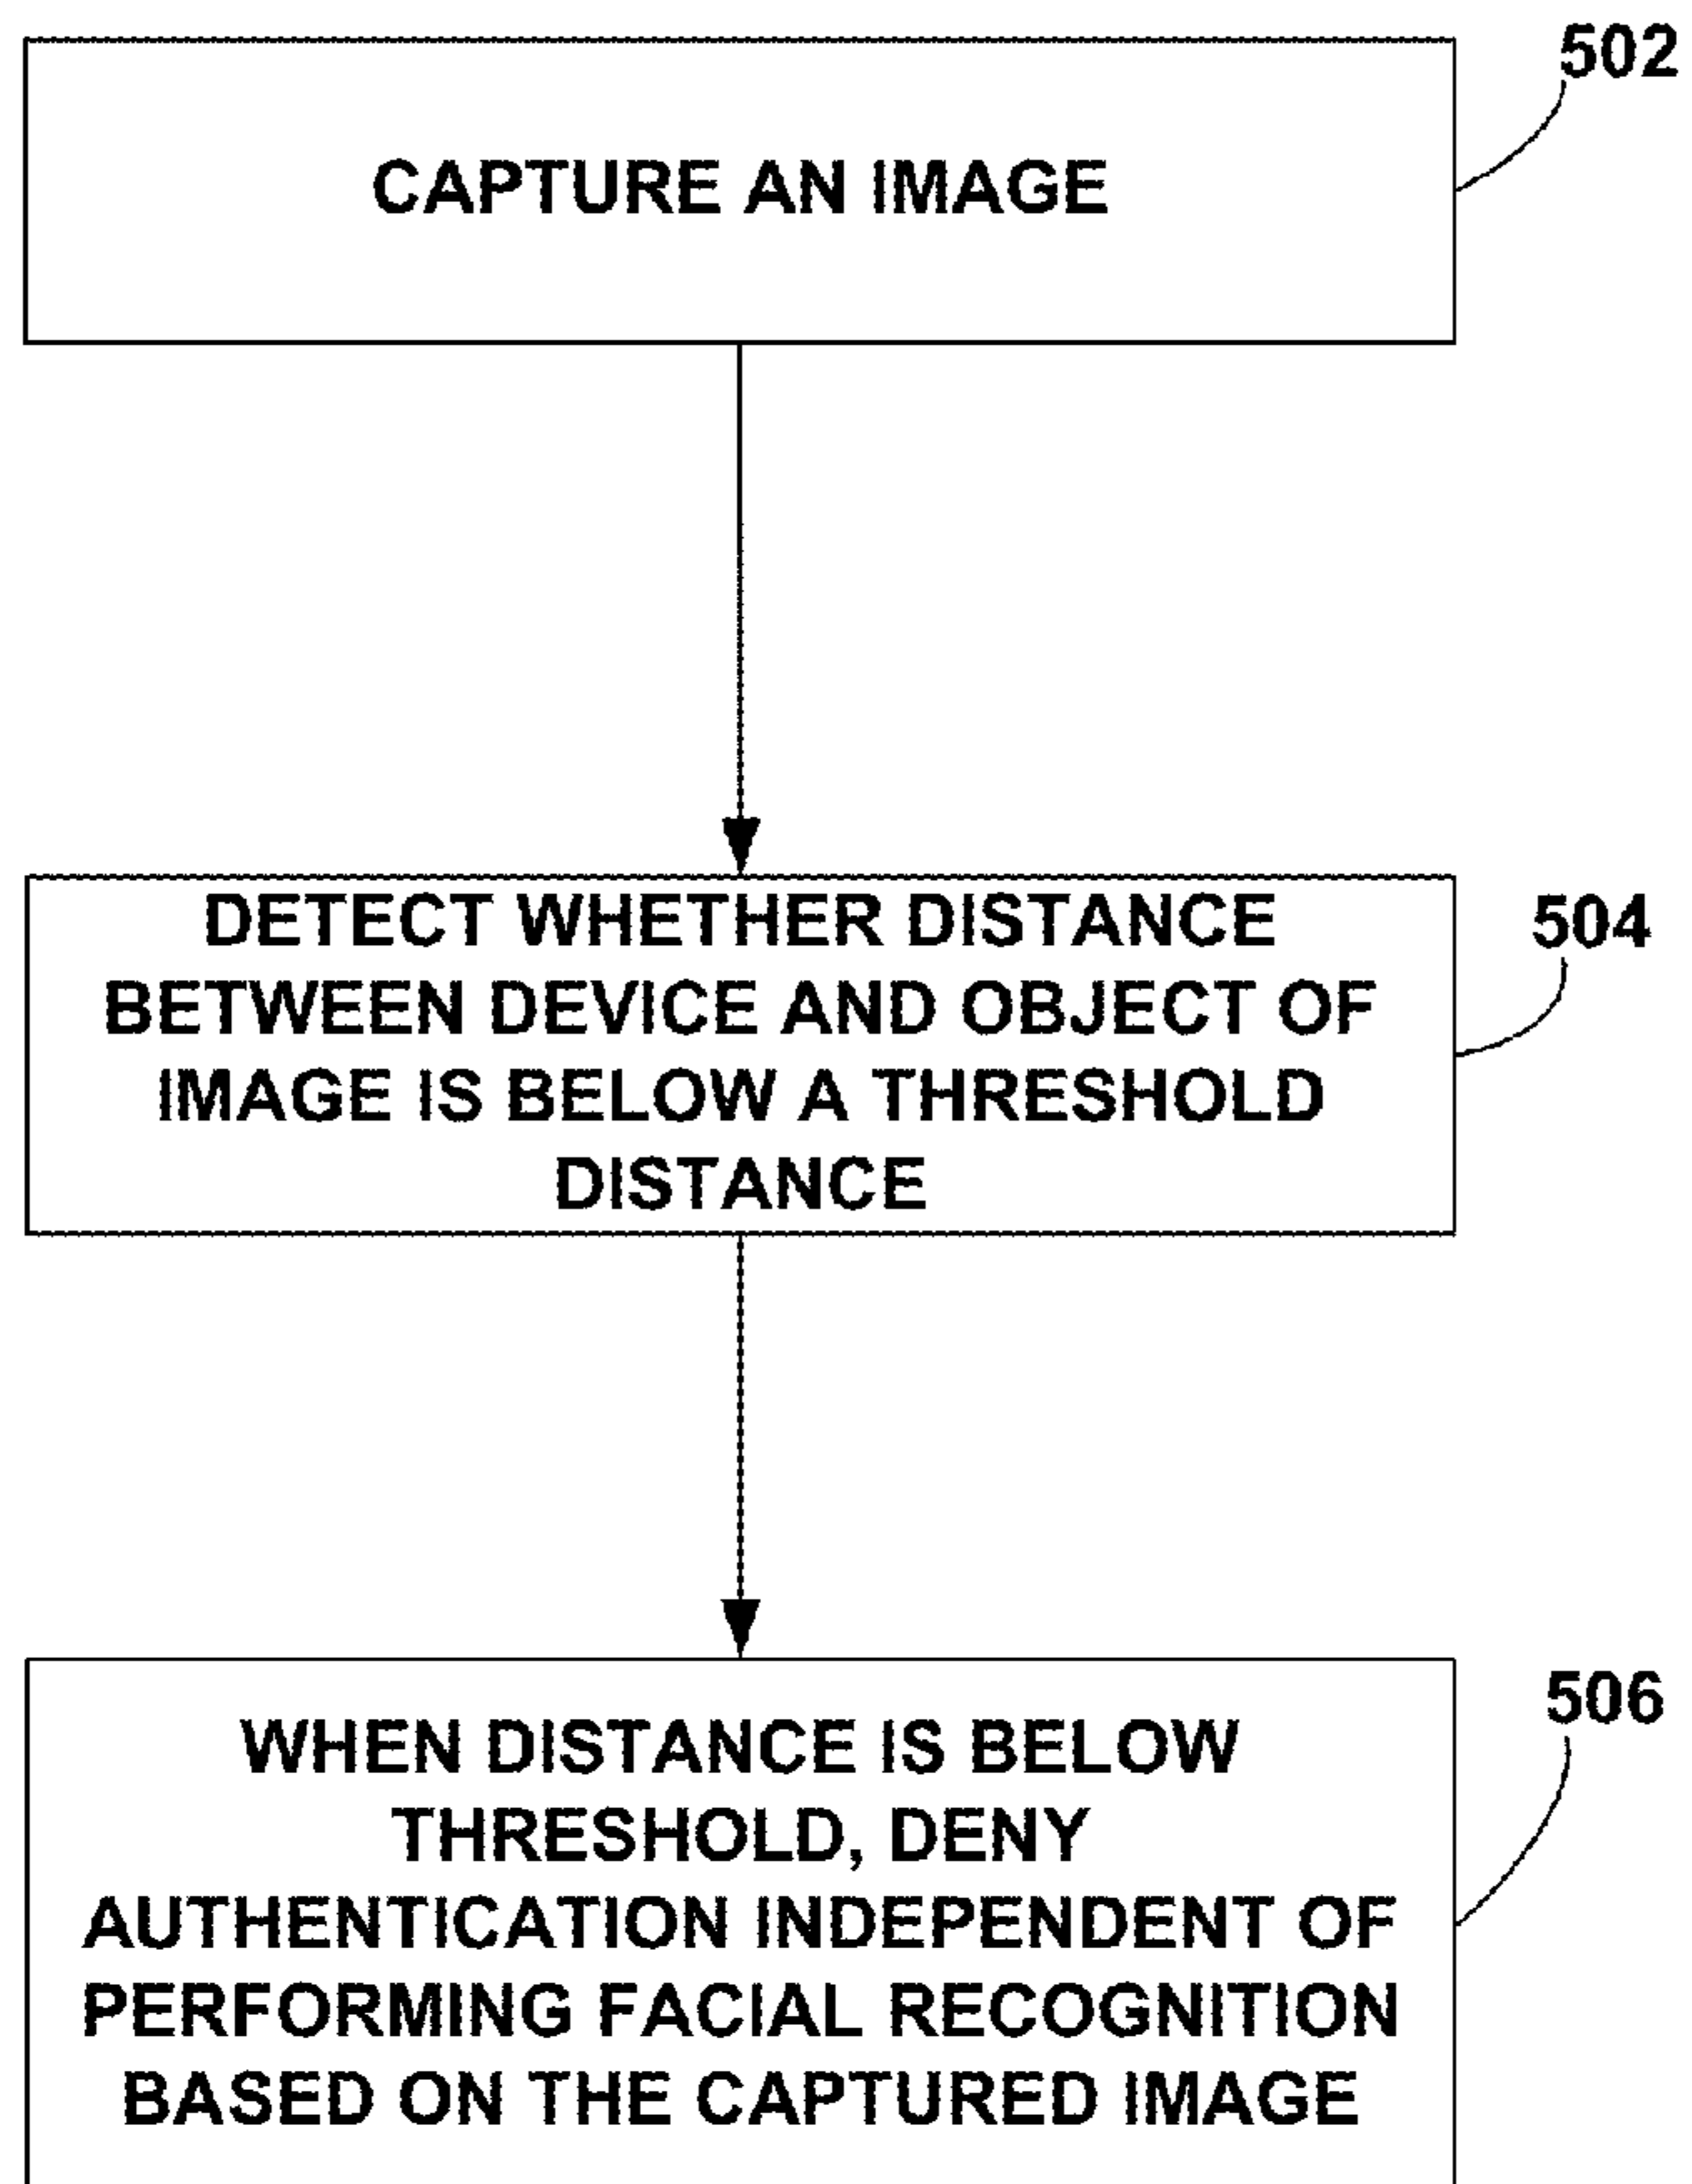 502
CAPTURE AN IMAGE
504
DETECT WHETHER DISTANCE
BETWEEN DEVICE AND OBJECT OF
IMAGE IS BELOW A THRESHOLD
DISTANCE
506
WHEN DISTANCE IS BELOW
THRESHOLD, DENY
AUTHENTICATION INDEPENDENT OF
PERFORMING FACIAL RECOGNITION
BASED ON THE CAPTURED IMAGE